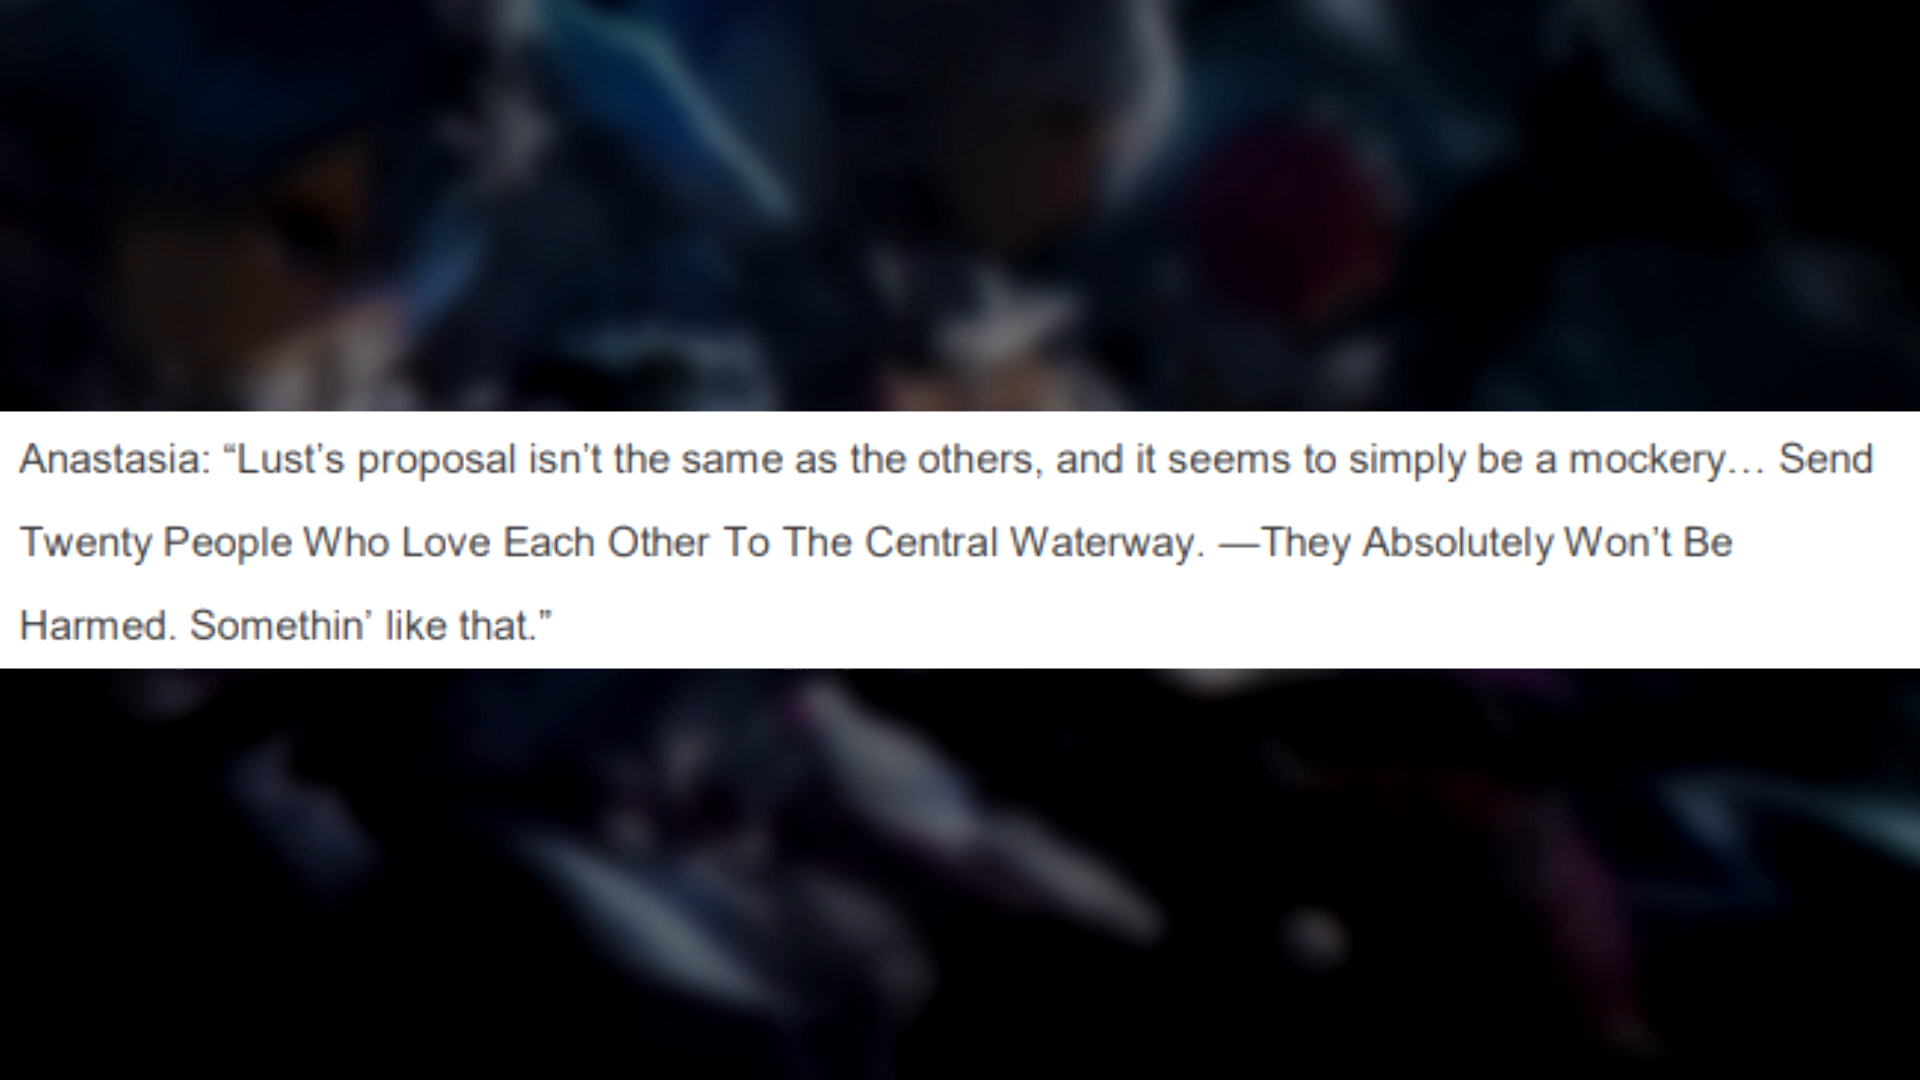 Anastasia: “Lust’s proposal isn’t the same as the others, and it seems to simply be a mockery… Send
Twenty People Who Love Each Other To The Central Waterway. —They Absolutely Won’t Be
Harmed. Somethin’ like that.”